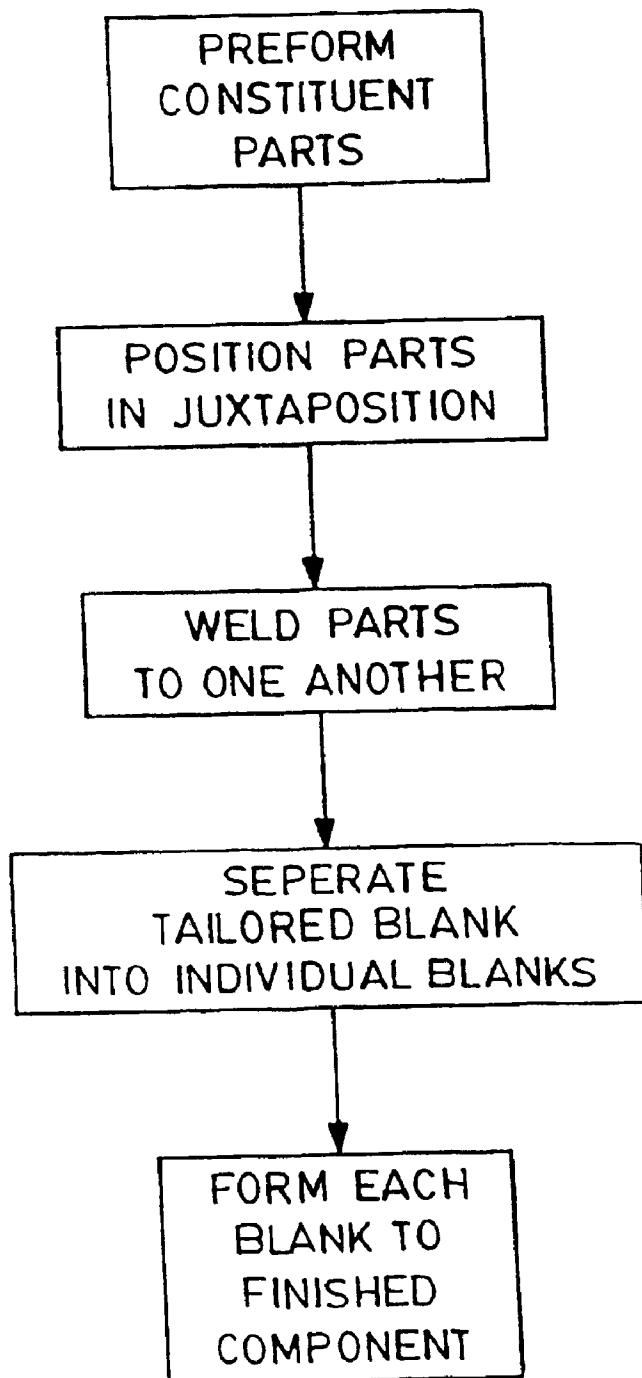 PREFORM
CONSTITUENT
PARTS
POSITION PARTS
IN JUXTAPOSITION
WELD PARTS
TO ONE ANOTHER
SEPERATE
TAILORED BLANK
INTO INDIVIDUAL BLANKS
FORM EACH
BLANK TO
FINISHED
COMPONENT